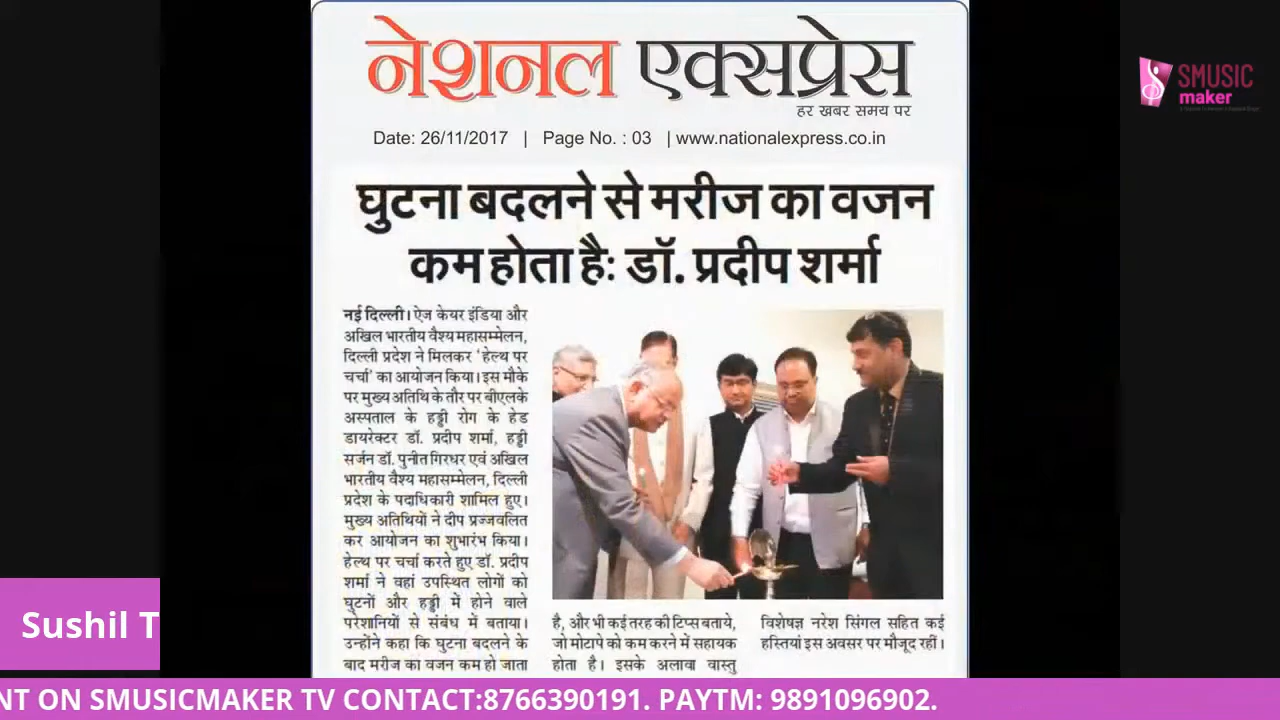 नेशनल एक्सप्रेस
हर खबर समय पर
Date: 26/11/2017 | Page No. : 03 | www.nationalexpress.co.in
SMUSIC
maker
घुटना बदलने से मरीज का वजन
कम होता है: डॉ. प्रदीप शर्मा
नई दिल्ली। ऐज केयर इंडिया और
अखिल भारतीय वैश्य महासम्मेलन,
दिल्ली प्रदेश ने मिलकर 'हेल्थ पर
चर्चा' का आयोजन किया। इस मौके
पर मुख्य अतिथि के तौर पर बीएलके
अस्पताल के हड्डी रोग के हेड
डायरेक्टर डॉ. प्रदीप शर्मा, हड्डी
सर्जन डॉ. पुनीत गिरधर एवं अखिल
भारतीय वैश्य महासम्मेलन, दिल्ली
प्रदेश के पदाधिकारी शामिल हुए।
मुख्य अतिथियों ने दीप प्रज्जवलित
कर आयोजन का शुभारंभ किया।
हेल्थ पर चर्चा करते हुए डॉ. प्रदीप
शर्मा ने वहां उपस्थित लोगों को
घुटनों और हड्डी में होने वाले
परेशानियों से संबंध में बताया।
उन्होंने कहा कि घुटना बदलने के
बाद मरीज का वजन कम हो जाता
है, और भी कई तरह की टिप्स बताये,
जो मोटापे को कम करने में सहायक
होता है। इसके अलावा वास्तु
विशेषज्ञ नरेश सिंगल सहित कई
हस्तियां इस अवसर पर मौजूद रहीं।
Sushil T
NT ON SMUSICMAKER TV CONTACT:8766390191. PAYTM: 9891096902.